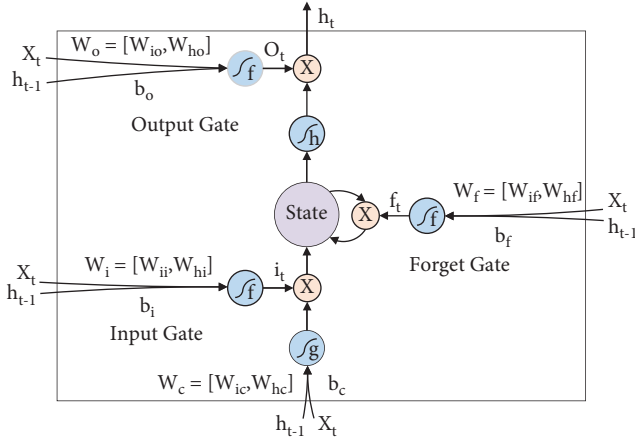 h_t
W_o = [W_io, W_ho]
X_t
h_t-1
b_o
f
O_t
X
Output Gate
h
State
X
f_t
f
W_f = [W_if, W_hf]
X_t
h_t-1
b_f
Forget Gate
W_i = [W_ii, W_hi]
X_t
h_t-1
b_i
f
i_t
X
Input Gate
g
W_c = [W_ic, W_hc]
b_c
h_t-1
X_t